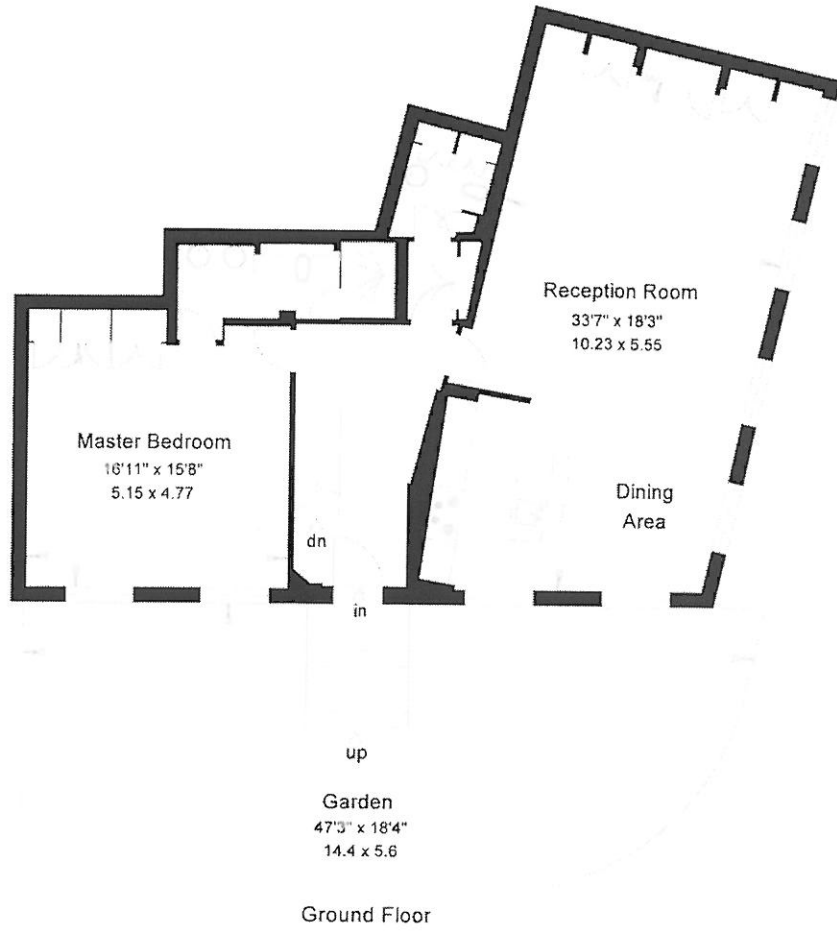 Reception Room
33'7" x 18'3"
10.23 x 5.55
Master Bedroom
16'11" x 15'8"
5.15 x 4.77
Dining
Area
dn
in
up
Garden
47'3" x 18'4"
14.4 x 5.6
Ground Floor